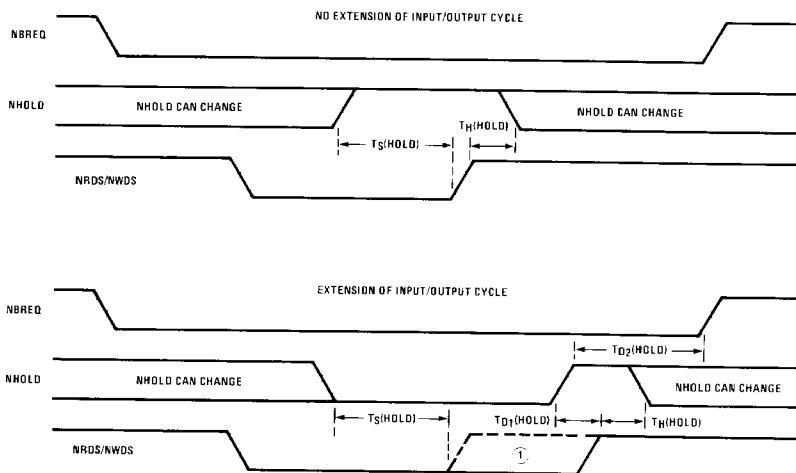 NO EXTENSION OF INPUT/OUTPUT CYCLE
NBREQ
NHOLD
NHOLD CAN CHANGE
NHOLD CAN CHANGE
TS(HOLD)
TH(HOLD)
NRDS/NWDS
EXTENSION OF INPUT/OUTPUT CYCLE
NBREQ
TD2(HOLD)
NHOLD
NHOLD CAN CHANGE
NHOLD CAN CHANGE
TS(HOLD)
TD1(HOLD)
TH(HOLD)
NRDS/NWDS
1